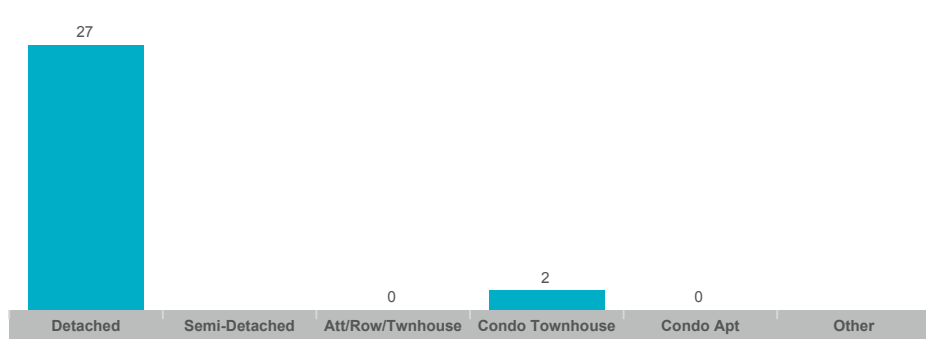 27
2
0
0
Detached Semi-Detached Att/Row/Twnhouse Condo Townhouse Condo Apt Other